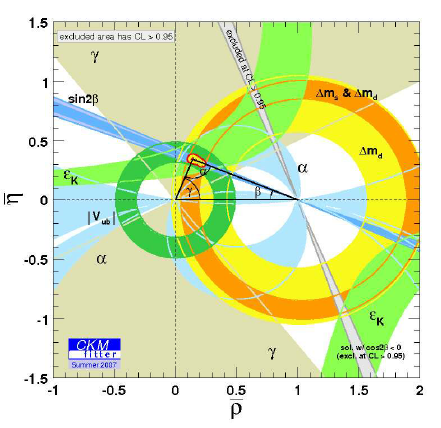 1.5
excluded area has CL > 0.95
γ
excluded at CL > 0.95
sin2β
Δmₛ & Δm_d
1
0.5
Δm_d
α
α
ε_K
γ
β
η̄
0
|V_ub|
α
-0.5
-1
ε_K
γ
CKM
fitter
Summer 2007
sol. w/ cos2β < 0
(excl. at CL > 0.95)
-1.5
-1 -0.5 0 0.5 1 1.5 2
ρ̄